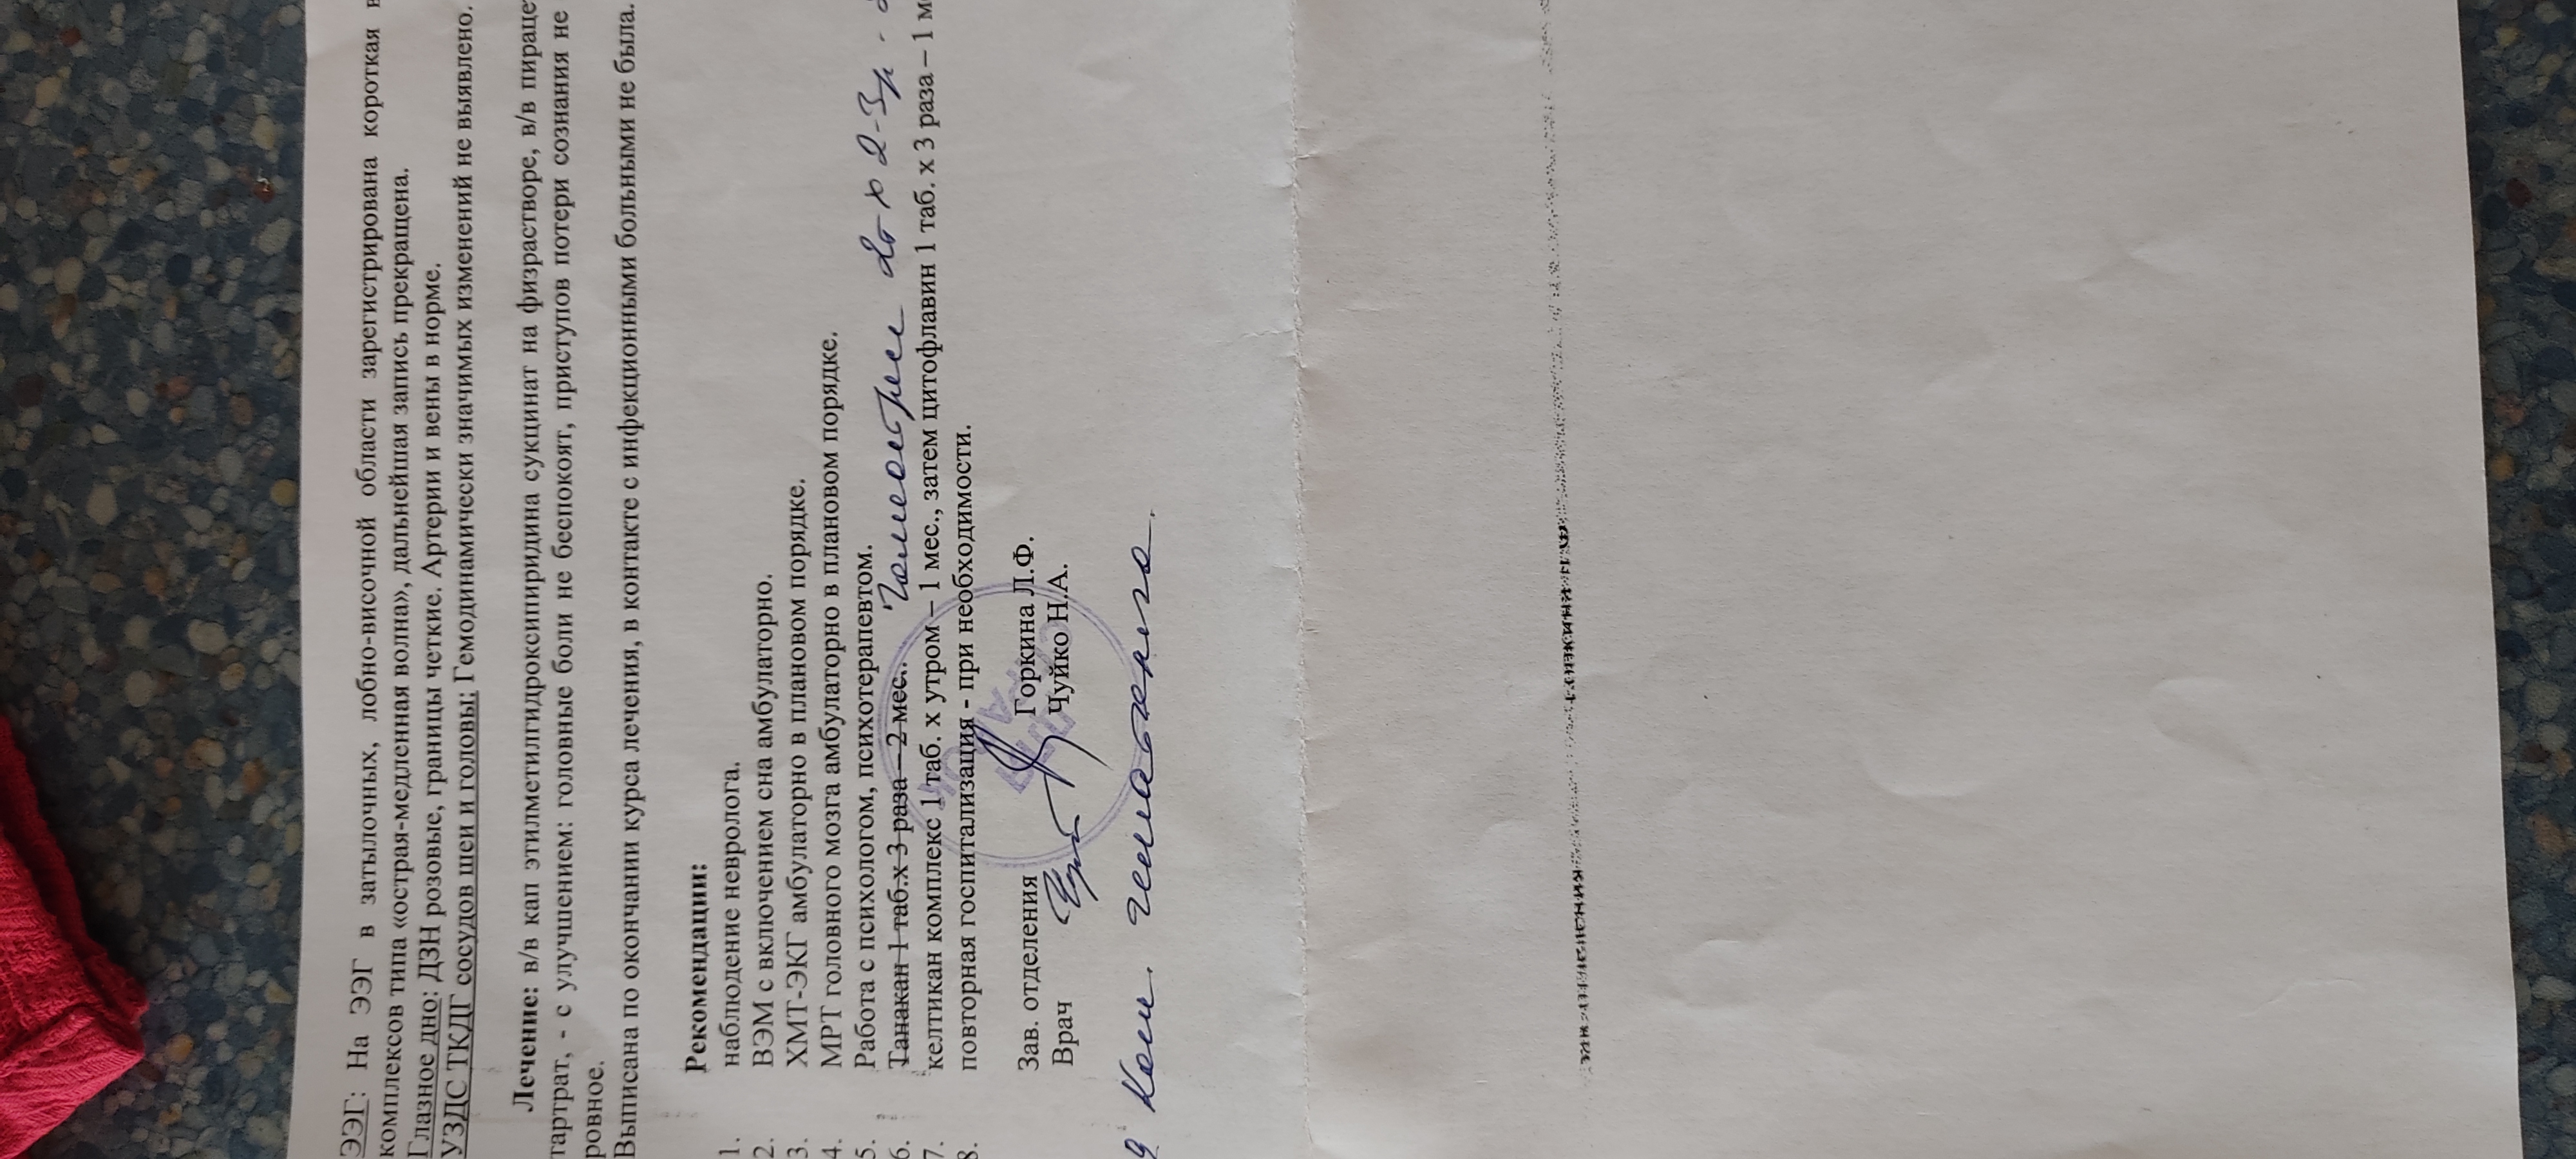 ЭЭГ: На ЭЭГ в затылочных, лобно-височной области зарегистрирована короткая в
комплексов типа «острая-медленная волна», дальнейшая запись прекращена.
Глазное дно: ДЗН розовые, границы четкие. Артерии и вены в норме.
УЗДС ТКДГ сосудов шеи и головы: Гемодинамически значимых изменений не выявлено.
Лечение: в/в кап этилметилгидроксипиридина сукцинат на физрастворе, в/в пираце
тартрат, - с улучшением: головные боли не беспокоят, приступов потери сознания не
ровное.
Выписана по окончании курса лечения, в контакте с инфекционными больными не была.
Рекомендации:
1. наблюдение невролога.
2. ВЭМ с включением сна амбулаторно.
3. ХМТ-ЭКГ амбулаторно в плановом порядке.
4. МРТ головного мозга амбулаторно в плановом порядке.
5. Работа с психологом, психотерапевтом.
6. Танакан 1 таб.х 3 раза – 2 мес.. х 2-3р -
7. келтикан комплекс 1 таб. х утром – 1 мес., затем цитофлавин 1 таб. х 3 раза – 1 м
8. повторная госпитализация - при необходимости.
Зав. отделения Горкина Л.Ф.
Врач Чуйко Н.А.
9 Конс.